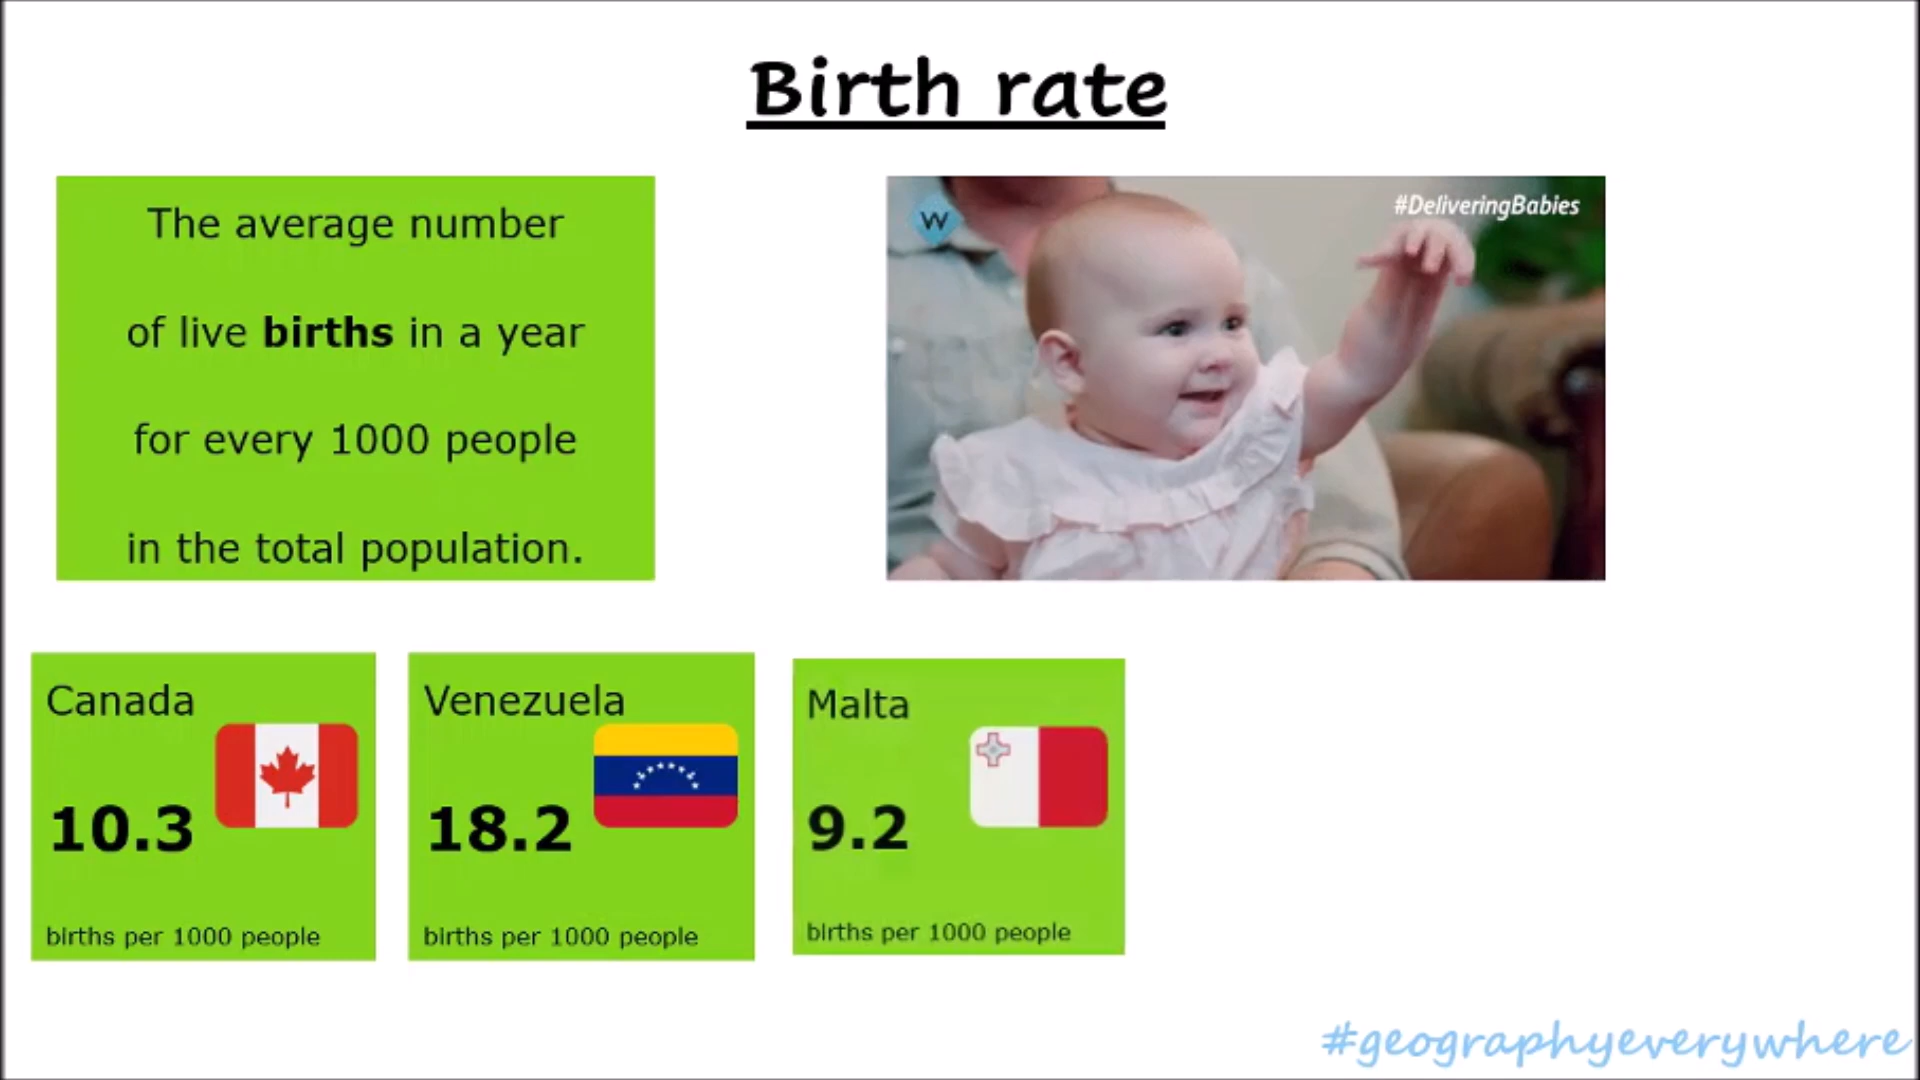 Birth rate
The average number
of live births in a year
for every 1000 people
in the total population.
W
#DeliveringBabies
Canada
10.3
births per 1000 people
Venezuela
18.2
births per 1000 people
Malta
9.2
births per 1000 people
#geographyeverywhere